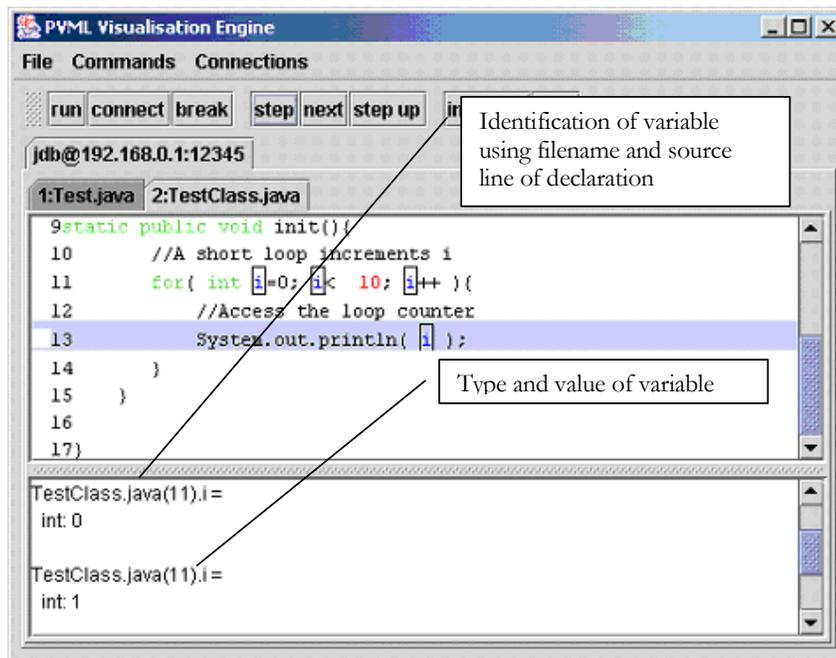 PVML Visualisation Engine
File Commands Connections
run connect break step next step up in
Identification of variable
using filename and source
line of declaration
jdb@192.168.0.1:12345
1:Test.java 2:TestClass.java
9static public void init(){
10 //A short loop increments i
11 for( int i=0; i< 10; i++ ){
12 //Access the loop counter
13 System.out.println( i );
14 }
15 }
16
17}
Type and value of variable
TestClass.java(11).i =
int: 0
TestClass.java(11).i =
int: 1